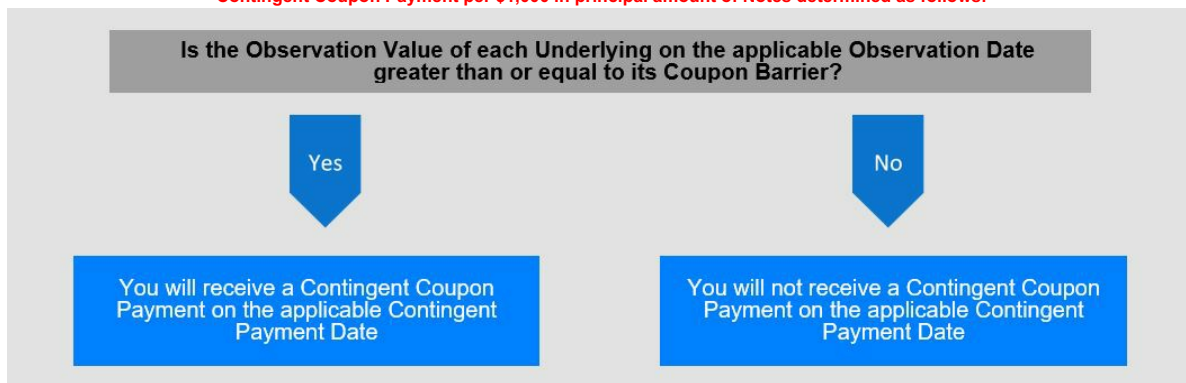 Contingent Coupon Payment per $1,000 in principal amount of Notes determined as follows:
Is the Observation Value of each Underlying on the applicable Observation Date
greater than or equal to its Coupon Barrier?
Yes
No
You will receive a Contingent Coupon
Payment on the applicable Contingent
Payment Date
You will not receive a Contingent Coupon
Payment on the applicable Contingent
Payment Date